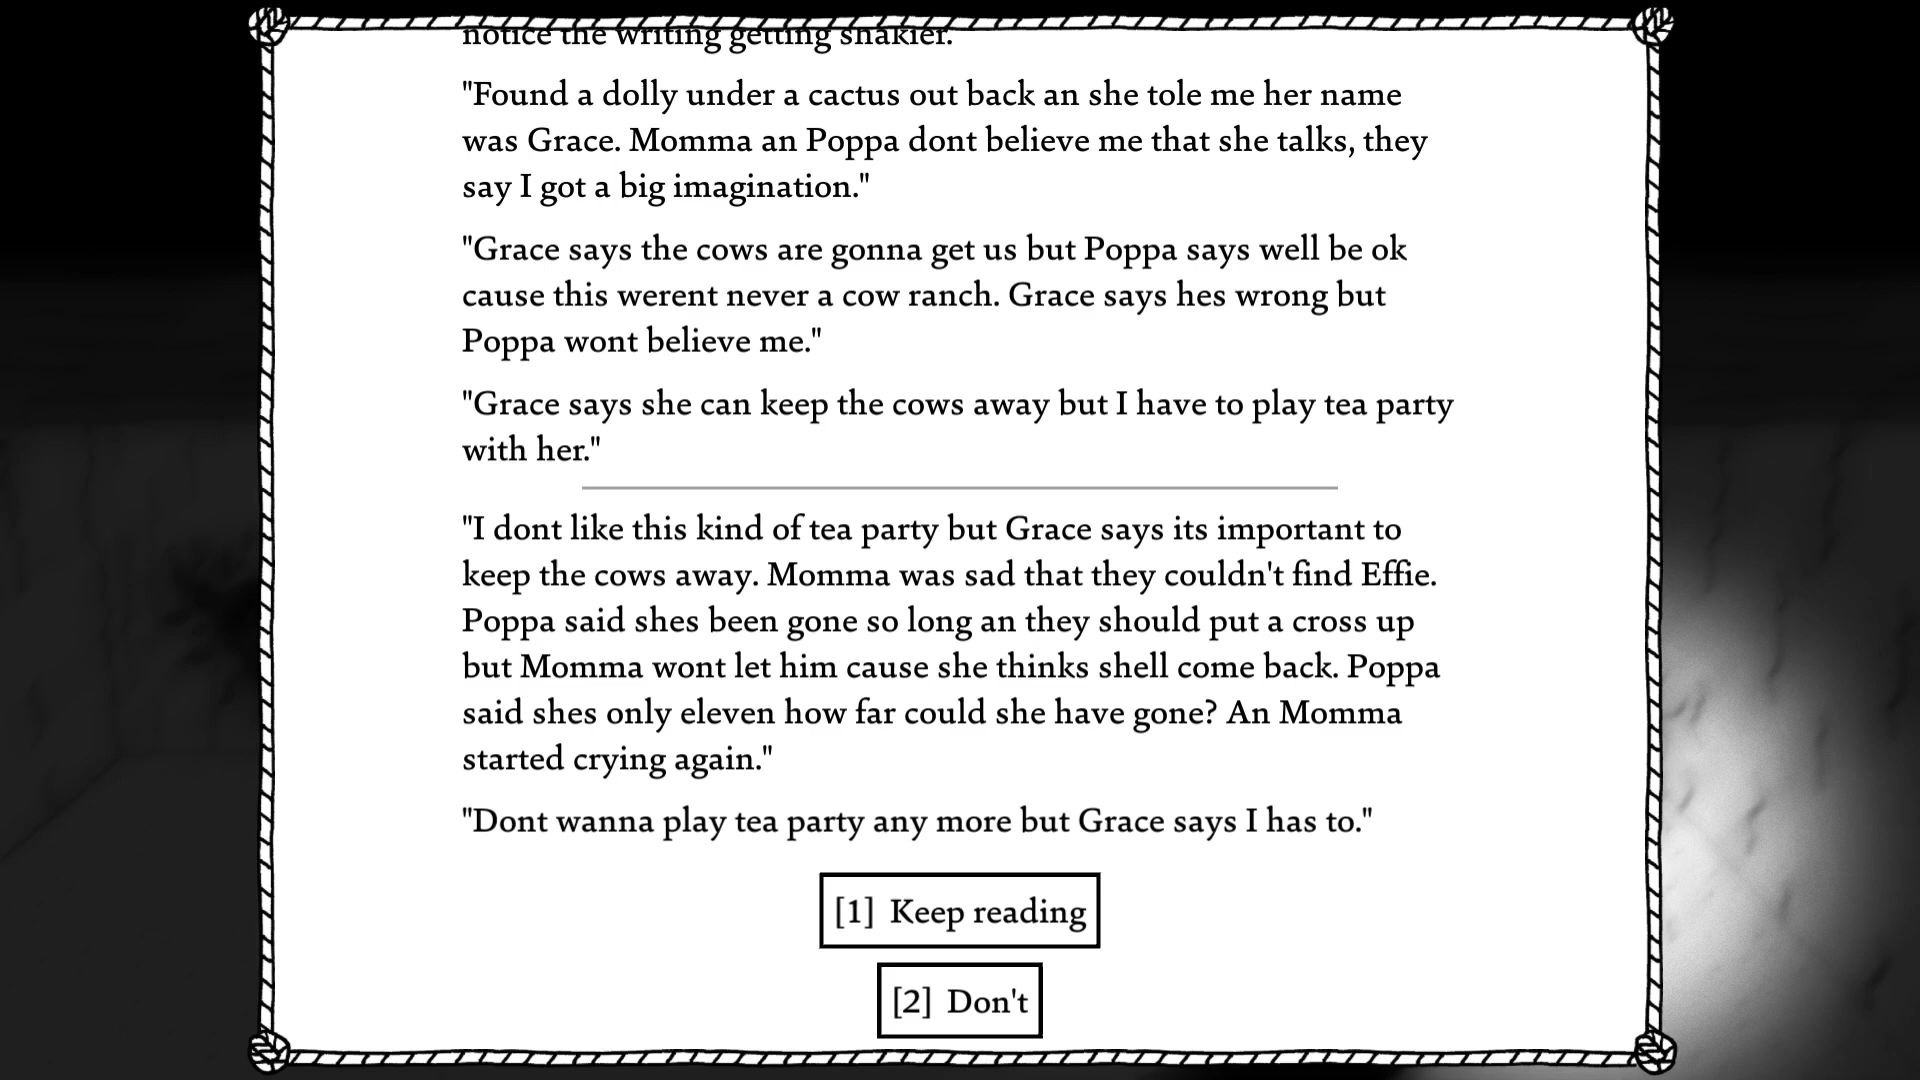 notice the writing getting shakier.
"Found a dolly under a cactus out back an she tole me her name
was Grace. Momma an Poppa dont believe me that she talks, they
say I got a big imagination."
"Grace says the cows are gonna get us but Poppa says well be ok
cause this werent never a cow ranch. Grace says hes wrong but
Poppa wont believe me."
"Grace says she can keep the cows away but I have to play tea party
with her."
"I dont like this kind of tea party but Grace says its important to
keep the cows away. Momma was sad that they couldn't find Effie.
Poppa said shes been gone so long an they should put a cross up
but Momma wont let him cause she thinks shell come back. Poppa
said shes only eleven how far could she have gone? An Momma
started crying again."
"Dont wanna play tea party any more but Grace says I has to."
[1] Keep reading
[2] Don't